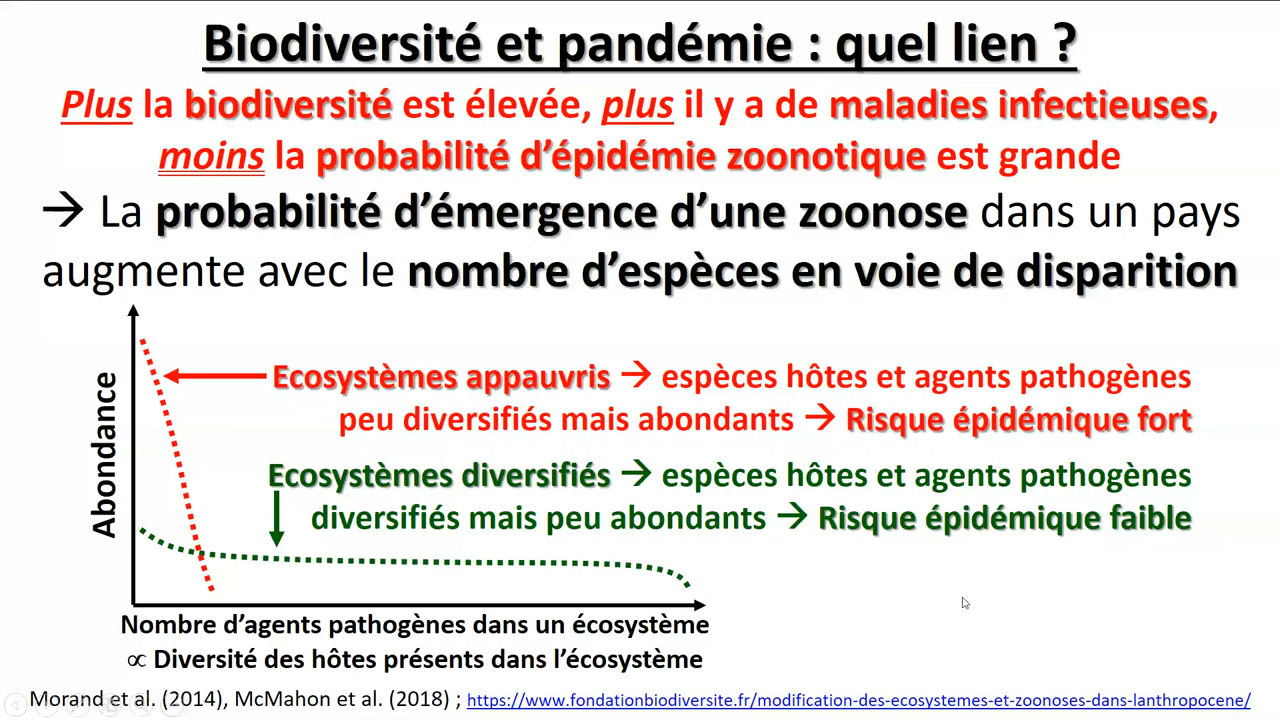 Biodiversité et pandémie : quel lien ?
Plus la biodiversité est élevée, plus il y a de maladies infectieuses,
moins la probabilité d’épidémie zoonotique est grande
→ La probabilité d’émergence d’une zoonose dans un pays
augmente avec le nombre d’espèces en voie de disparition
Abondance
Ecosystèmes appauvris → espèces hôtes et agents pathogènes
peu diversifiés mais abondants → Risque épidémique fort
Ecosystèmes diversifiés → espèces hôtes et agents pathogènes
diversifiés mais peu abondants → Risque épidémique faible
Nombre d’agents pathogènes dans un écosystème
∝ Diversité des hôtes présents dans l’écosystème
Morand et al. (2014), McMahon et al. (2018) ; https://www.fondationbiodiversite.fr/modification-des-ecosystemes-et-zoonoses-dans-lanthropocene/